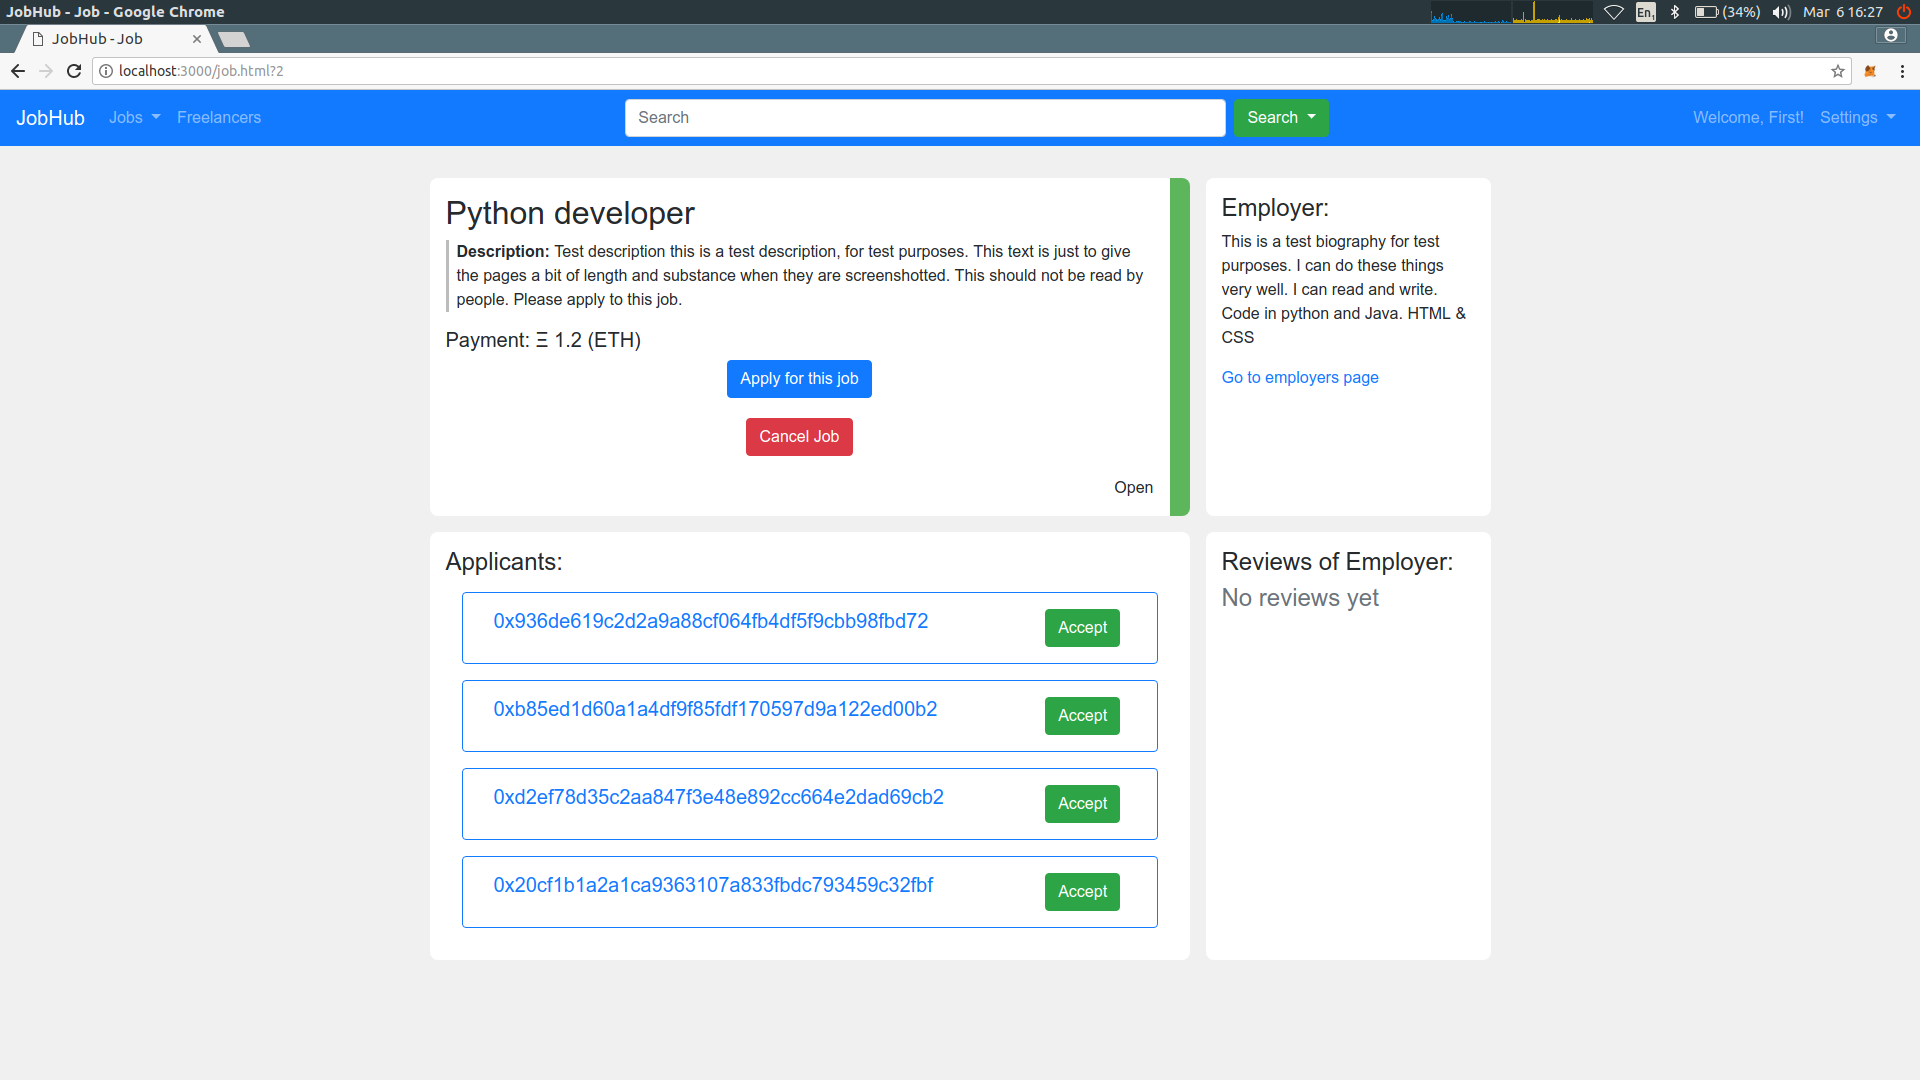 JobHub - Job - Google Chrome
En1
(34%)
Mar 6 16:27
JobHub - Job
localhost:3000/job.html?2
JobHub
Jobs
Freelancers
Search
Search
Welcome, First!
Settings
Python developer
Description: Test description this is a test description, for test purposes. This text is just to give
the pages a bit of length and substance when they are screenshotted. This should not be read by
people. Please apply to this job.
Payment: Ξ 1.2 (ETH)
Apply for this job
Cancel Job
Open
Employer:
This is a test biography for test
purposes. I can do these things
very well. I can read and write.
Code in python and Java. HTML &
CSS
Go to employers page
Applicants:
0x936de619c2d2a9a88cf064fb4df5f9cbb98fbd72
Accept
0xb85ed1d60a1a4df9f85fdf170597d9a122ed00b2
Accept
0xd2ef78d35c2aa847f3e48e892cc664e2dad69cb2
Accept
0x20cf1b1a2a1ca9363107a833fbdc793459c32fbf
Accept
Reviews of Employer:
No reviews yet